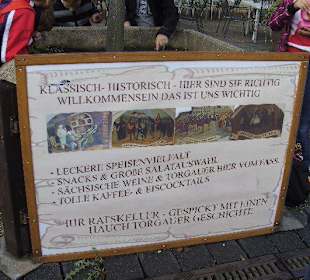 KLASSISCH - HISTORISCH - HIER SIND SIE RICHTIG
WILLKOMMENSEIN DAS IST UNS WICHTIG
- LECKERE SPEISENVIELFALT
- SNACKS & GROßE SALATAUSWAHL
- SÄCHSISCHE WEINE & TORGAUER BIER VOM FASS
- TOLLE KAFFEE- & EISCOCKTAILS
IHR RATSKELLER - GESPICKT MIT EINEN
HAUCH TORGAUER GESCHICHTE